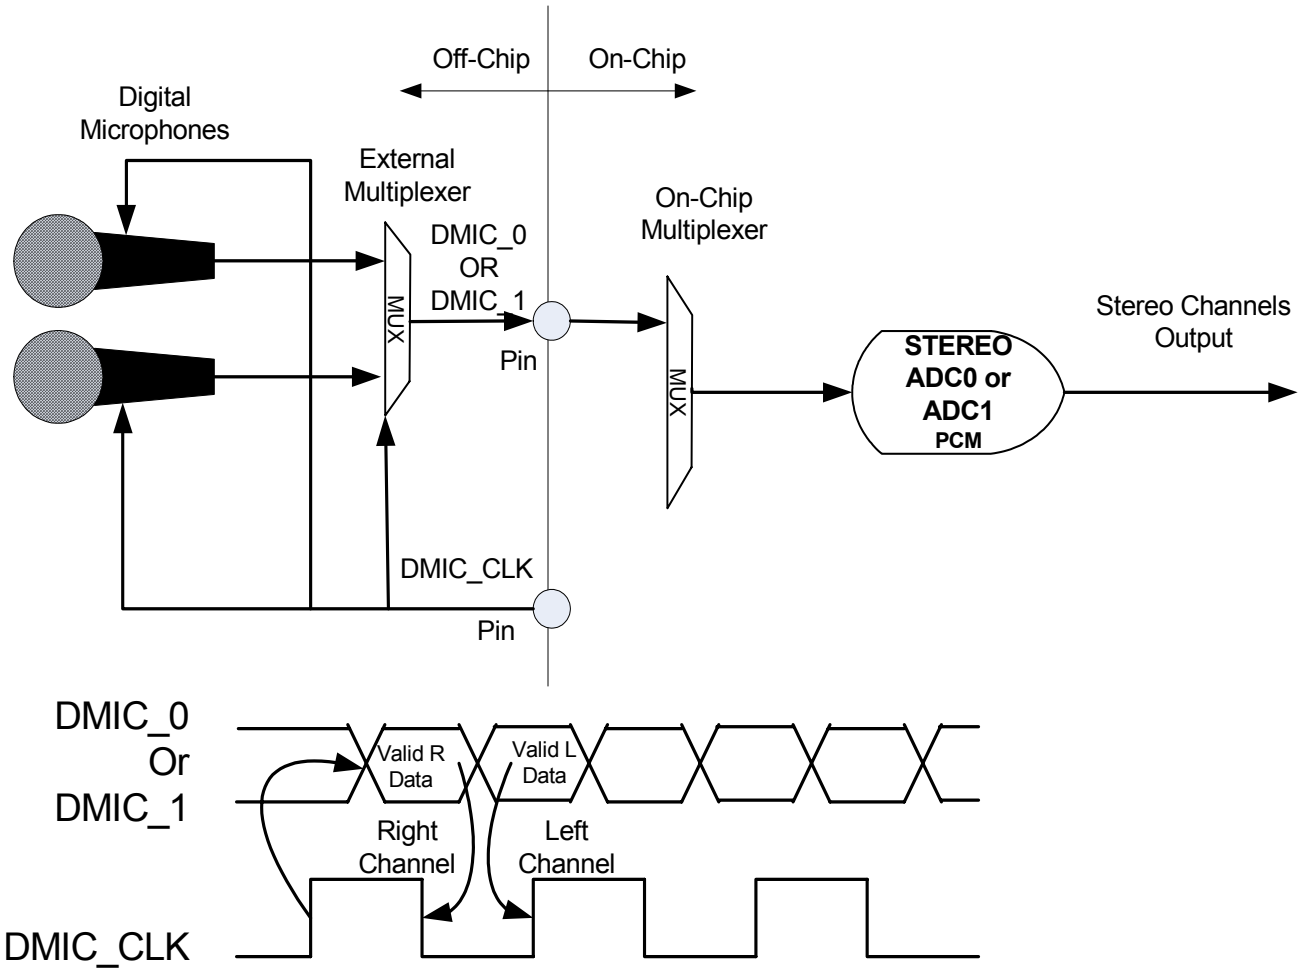 Off-Chip
On-Chip
Digital
Microphones
External
Multiplexer
On-Chip
Multiplexer
DMIC_0
OR
DMIC_1
MUX
Pin
MUX
STEREO
ADC0 or
ADC1
PCM
Stereo Channels
Output
DMIC_CLK
Pin
DMIC_0
Or
DMIC_1
Valid R
Data
Valid L
Data
Right
Channel
Left
Channel
DMIC_CLK